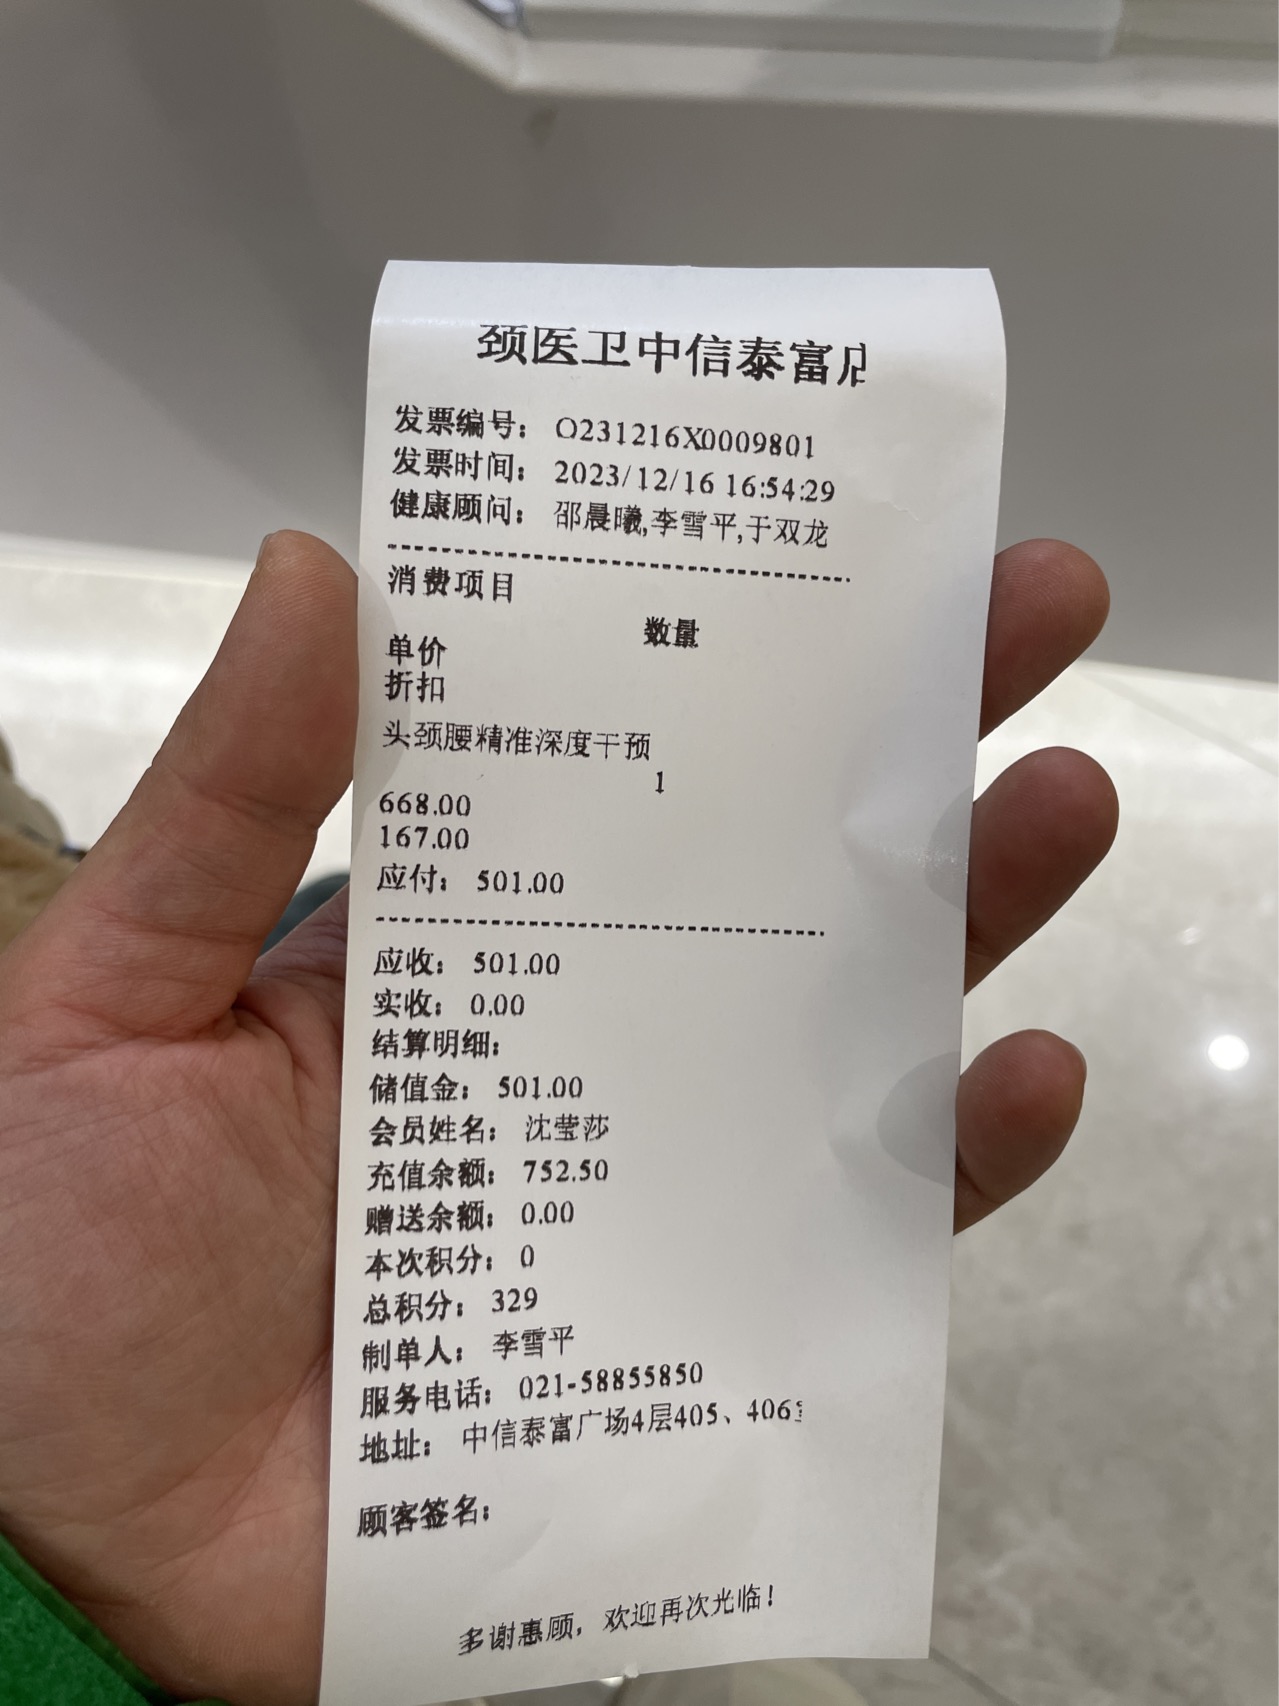 颈医卫中信泰富店
发票编号： O231216X0009801
发票时间： 2023/12/16 16:54:29
健康顾问： 邵晨曦,李雪平,于双龙
消费项目
数量
单价
折扣
头颈腰精准深度干预
1
668.00
167.00
应付： 501.00
应收： 501.00
实收： 0.00
结算明细：
储值金： 501.00
会员姓名： 沈莹莎
充值余额： 752.50
赠送余额： 0.00
本次积分： 0
总积分： 329
制单人： 李雪平
服务电话： 021-58855850
地址： 中信泰富广场4层405、406
顾客签名：
多谢惠顾，欢迎再次光临！